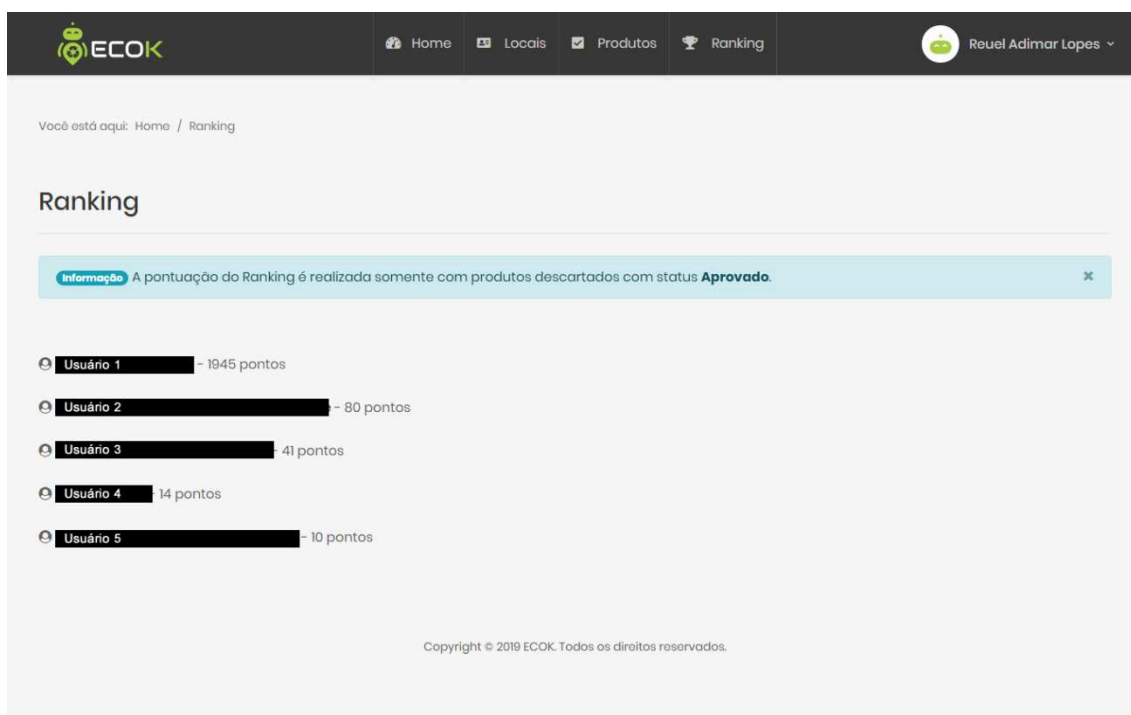 ECOK
Home Locais Produtos Ranking
Reuel Adimar Lopes
Você está aqui: Home / Ranking
Ranking
Informação A pontuação do Ranking é realizada somente com produtos descartados com status Aprovado.
Usuário 1 - 1945 pontos
Usuário 2 - 80 pontos
Usuário 3 - 41 pontos
Usuário 4 - 14 pontos
Usuário 5 - 10 pontos
Copyright © 2019 ECOK. Todos os direitos reservados.